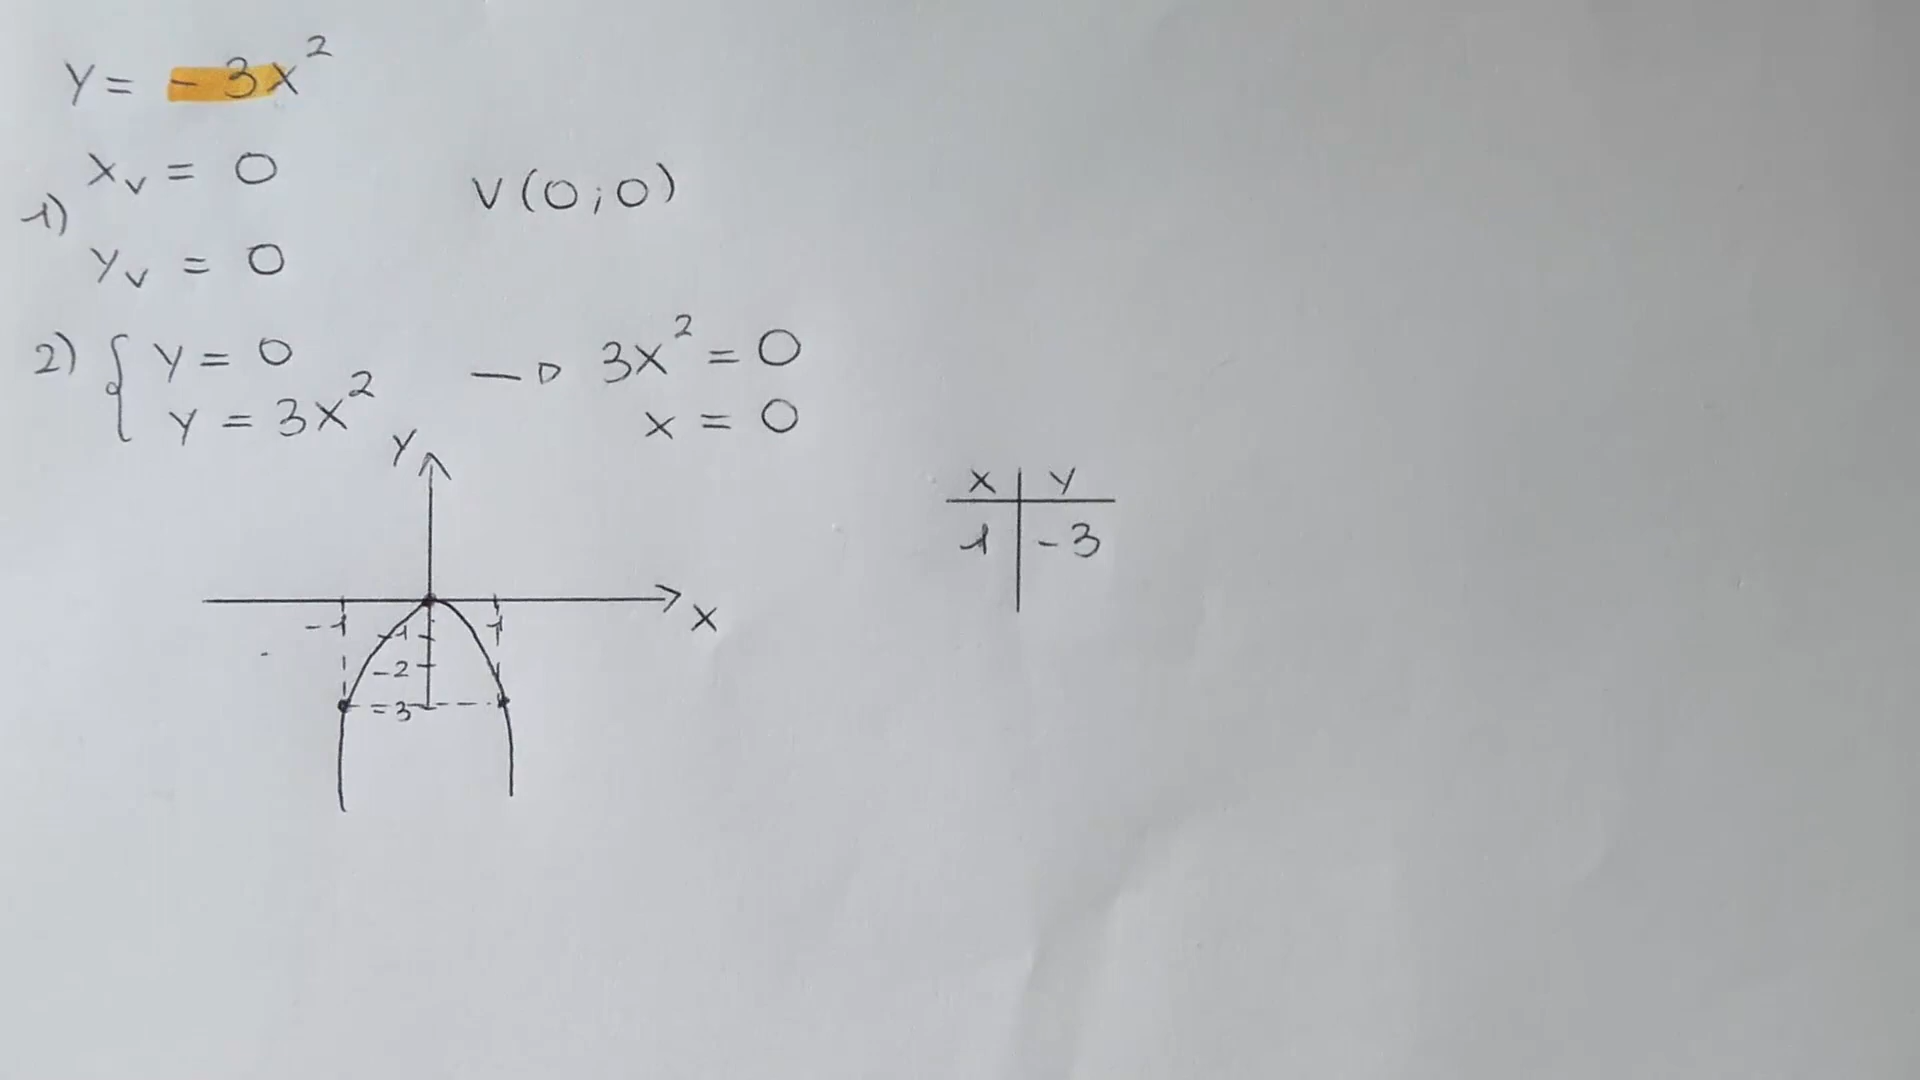 y = - 3x²
xᵥ = 0
1)
yᵥ = 0
V(0;0)
2) { y = 0
y = 3x²
→ 3x² = 0
x = 0
y
x
-1
1
-1
-2
-3
x | y
1 | -3